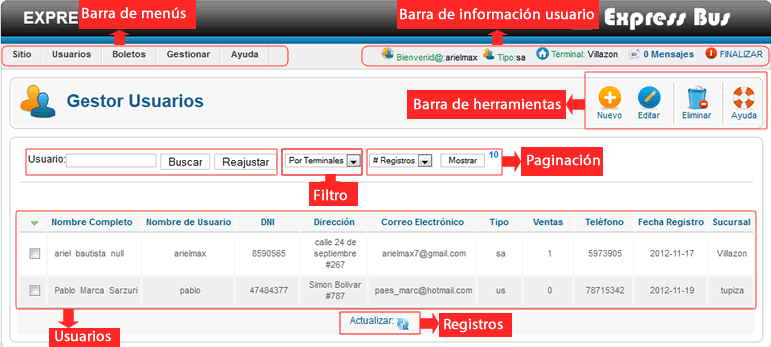 EXPRE
Barra de menús
Barra de información usuario
Express Bus
Sitio Usuarios Boletos Gestionar Ayuda
Bienvenid@: arielmax Tipo: sa Terminal: Villazon 0 Mensajes FINALIZAR
Gestor Usuarios
Barra de herramientas
Nuevo Editar Eliminar Ayuda
Usuario: Buscar Reajustar Por Terminales # Registros Mostrar 10
Paginación
Filtro
Nombre Completo Nombre de Usuario DNI Dirección Correo Electrónico Tipo Ventas Teléfono Fecha Registro Sucursal
ariel bautista null arielmax 8590565 calle 24 de septiembre #267 arielmax7@gmail.com sa 1 5973905 2012-11-17 Villazon
Pablo Marca Sarzuri pablo 47484377 Simon Bolivar #787 paes_marc@hotmail.com us 0 78715342 2012-11-19 tupiza
Actualizar:
Registros
Usuarios